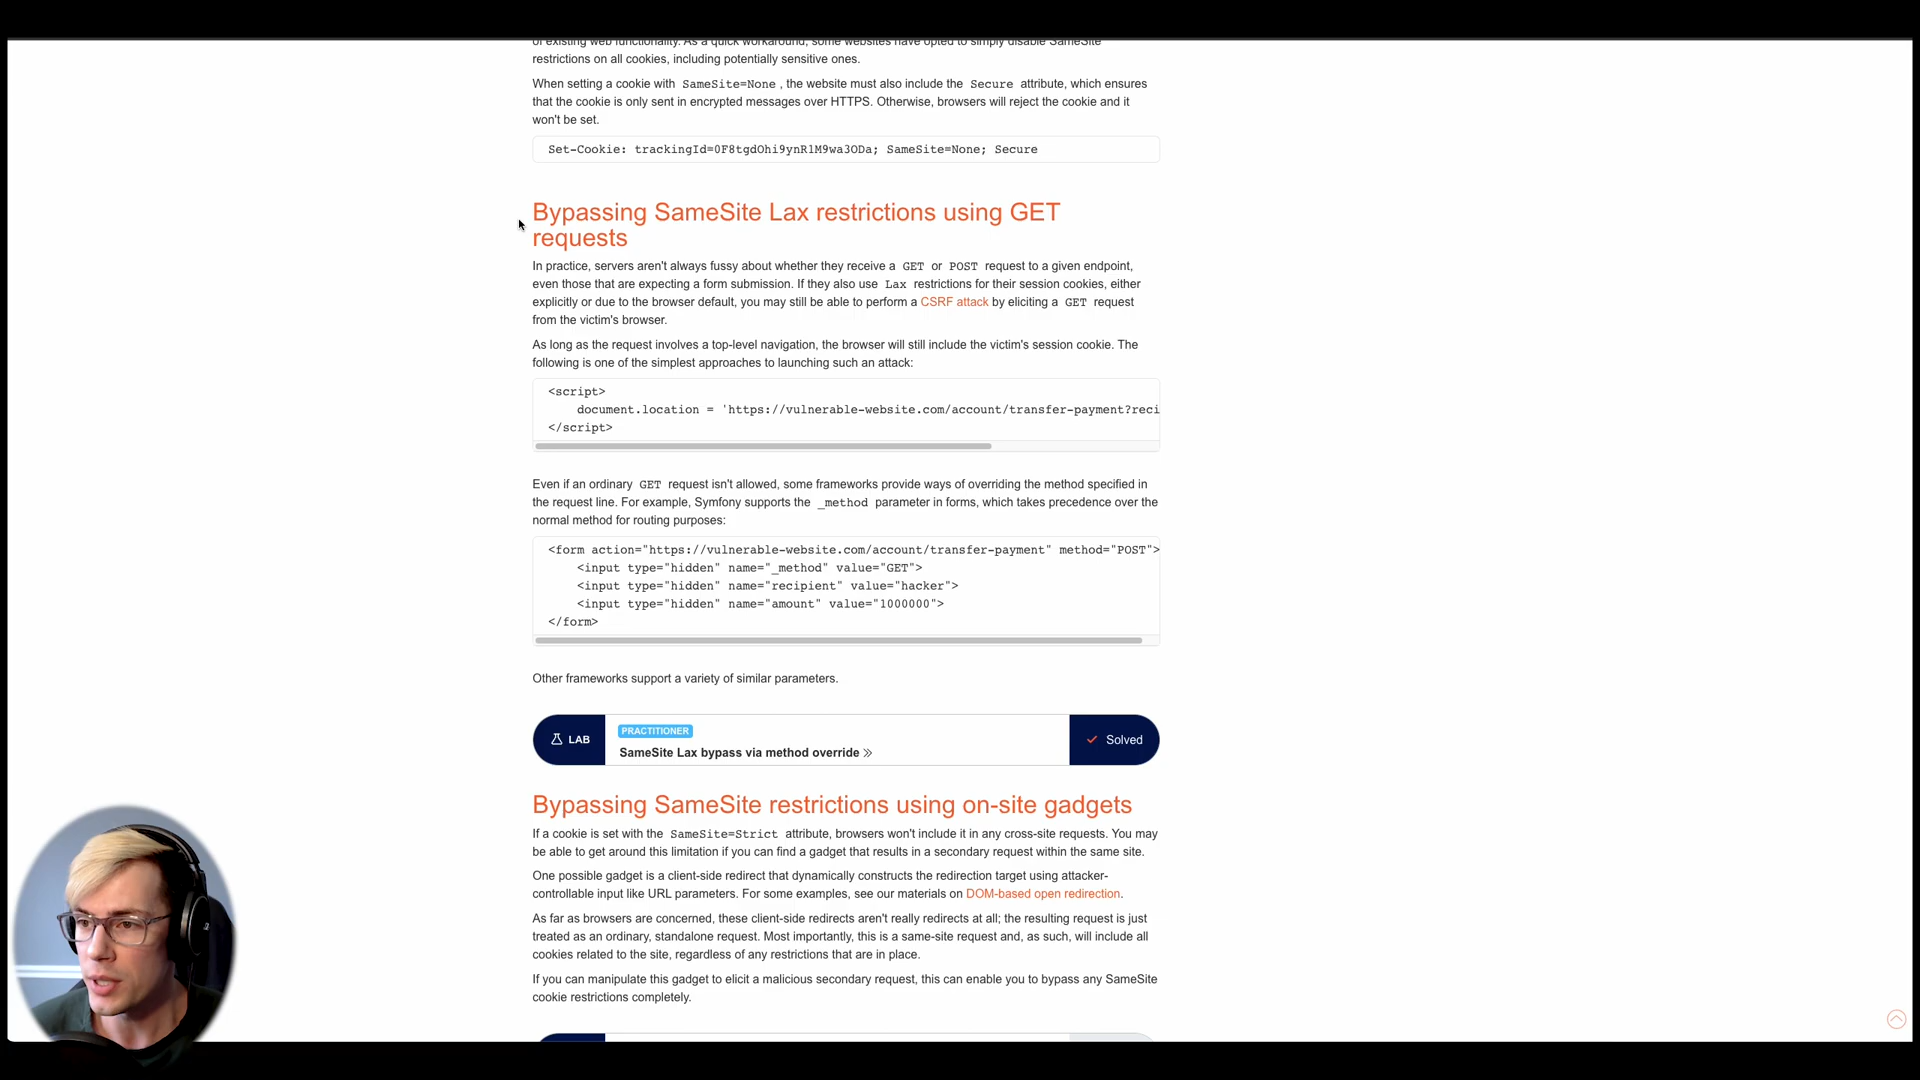 of existing web functionality. As a quick workaround, some websites have opted to simply disable SameSite
restrictions on all cookies, including potentially sensitive ones.
When setting a cookie with SameSite=None , the website must also include the Secure attribute, which ensures
that the cookie is only sent in encrypted messages over HTTPS. Otherwise, browsers will reject the cookie and it
won't be set.
Set-Cookie: trackingId=0F8tgdOhi9ynR1M9wa3ODa; SameSite=None; Secure
Bypassing SameSite Lax restrictions using GET
requests
In practice, servers aren't always fussy about whether they receive a GET or POST request to a given endpoint,
even those that are expecting a form submission. If they also use Lax restrictions for their session cookies, either
explicitly or due to the browser default, you may still be able to perform a CSRF attack by eliciting a GET request
from the victim's browser.
As long as the request involves a top-level navigation, the browser will still include the victim's session cookie. The
following is one of the simplest approaches to launching such an attack:
<script>
document.location = 'https://vulnerable-website.com/account/transfer-payment?reci
</script>
Even if an ordinary GET request isn't allowed, some frameworks provide ways of overriding the method specified in
the request line. For example, Symfony supports the _method parameter in forms, which takes precedence over the
normal method for routing purposes:
<form action="https://vulnerable-website.com/account/transfer-payment" method="POST">
<input type="hidden" name="_method" value="GET">
<input type="hidden" name="recipient" value="hacker">
<input type="hidden" name="amount" value="1000000">
</form>
Other frameworks support a variety of similar parameters.
LAB
PRACTITIONER
SameSite Lax bypass via method override »
Solved
Bypassing SameSite restrictions using on-site gadgets
If a cookie is set with the SameSite=Strict attribute, browsers won't include it in any cross-site requests. You may
be able to get around this limitation if you can find a gadget that results in a secondary request within the same site.
One possible gadget is a client-side redirect that dynamically constructs the redirection target using attacker-
controllable input like URL parameters. For some examples, see our materials on DOM-based open redirection.
As far as browsers are concerned, these client-side redirects aren't really redirects at all; the resulting request is just
treated as an ordinary, standalone request. Most importantly, this is a same-site request and, as such, will include all
cookies related to the site, regardless of any restrictions that are in place.
If you can manipulate this gadget to elicit a malicious secondary request, this can enable you to bypass any SameSite
cookie restrictions completely.